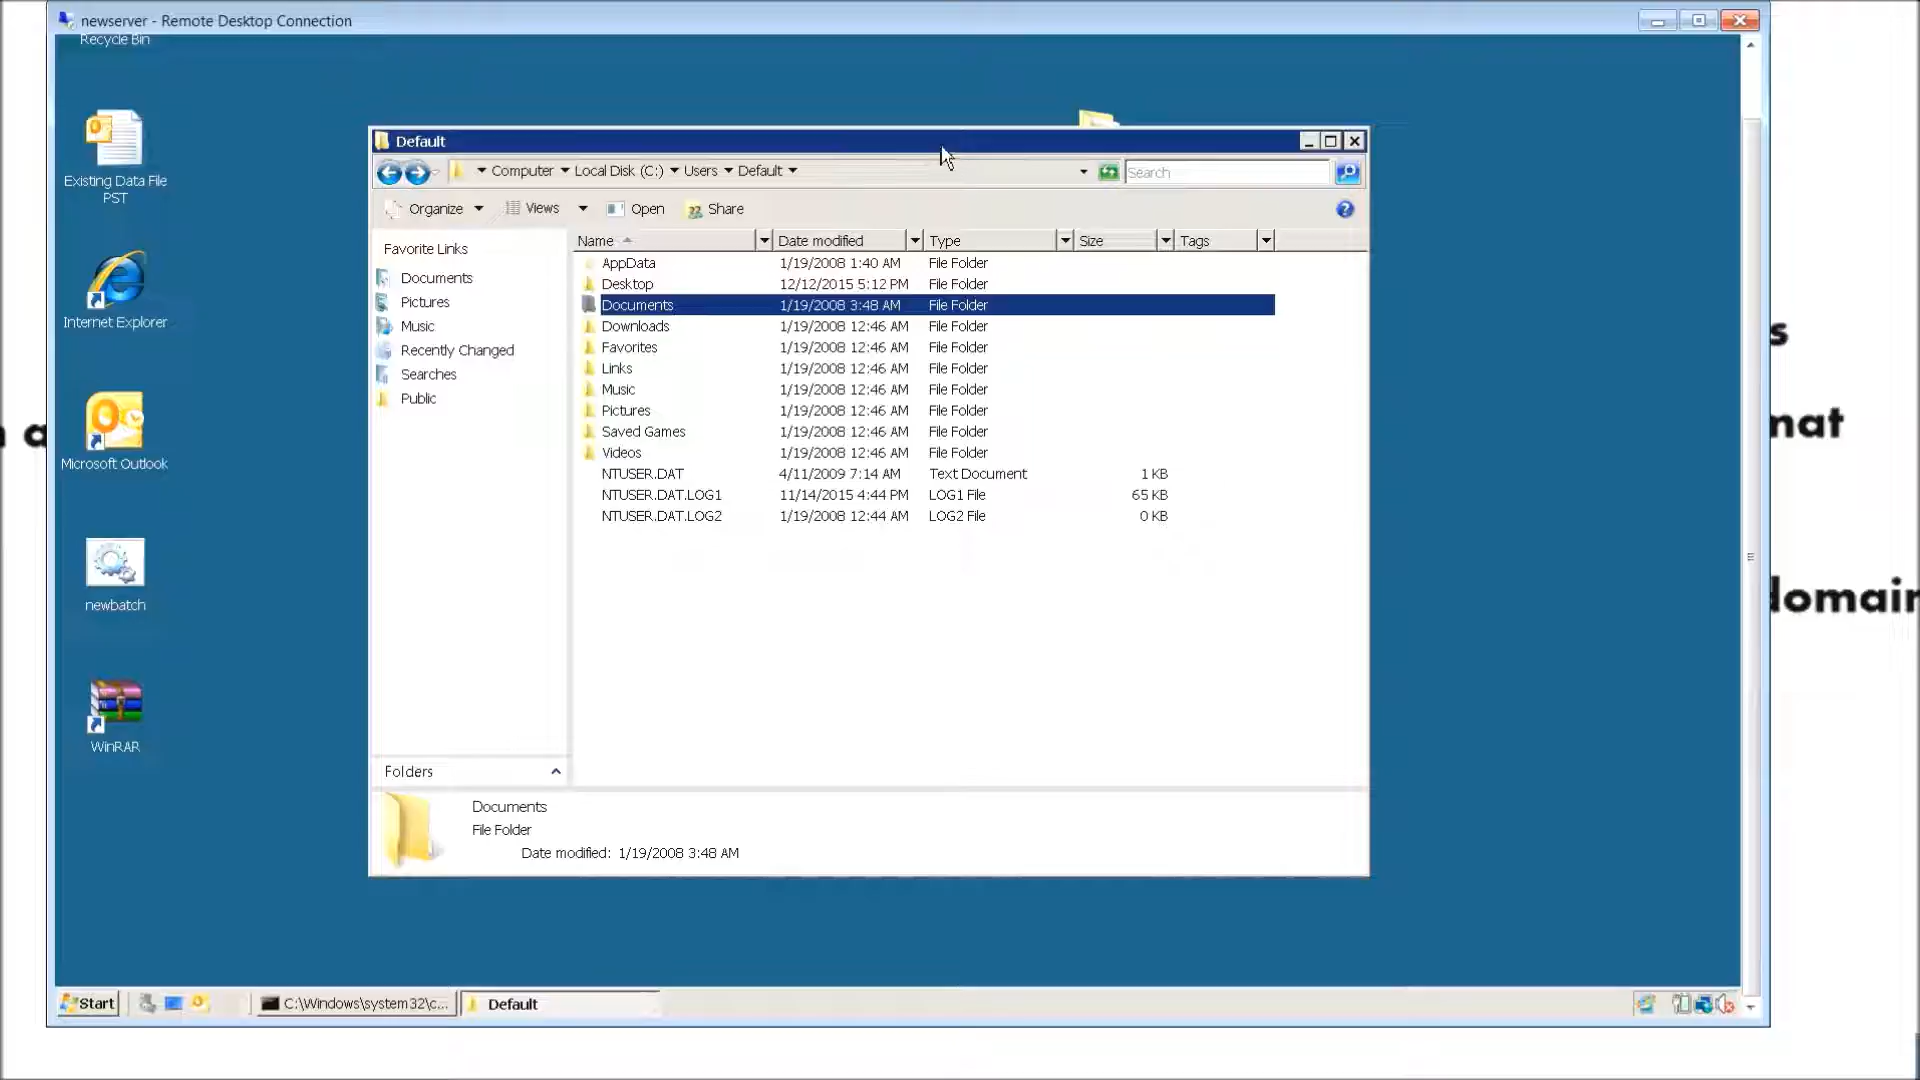 newserver - Remote Desktop Connection
Recycle Bin
Existing Data File
PST
Internet Explorer
Microsoft Outlook
newbatch
WinRAR
Default
Computer Local Disk (C:) Users Default
Search
Organize Views Open Share
Favorite Links
Documents
Pictures
Music
Recently Changed
Searches
Public
Folders
Name Date modified Type Size Tags
AppData 1/19/2008 1:40 AM File Folder
Desktop 12/12/2015 5:12 PM File Folder
Documents 1/19/2008 3:48 AM File Folder
Downloads 1/19/2008 12:46 AM File Folder
Favorites 1/19/2008 12:46 AM File Folder
Links 1/19/2008 12:46 AM File Folder
Music 1/19/2008 12:46 AM File Folder
Pictures 1/19/2008 12:46 AM File Folder
Saved Games 1/19/2008 12:46 AM File Folder
Videos 1/19/2008 12:46 AM File Folder
NTUSER.DAT 4/11/2009 7:14 AM Text Document 1 KB
NTUSER.DAT.LOG1 11/14/2015 4:44 PM LOG1 File 65 KB
NTUSER.DAT.LOG2 1/19/2008 12:44 AM LOG2 File 0 KB
Documents
File Folder
Date modified: 1/19/2008 3:48 AM
Start
C:\Windows\system32\c...
Default
domain